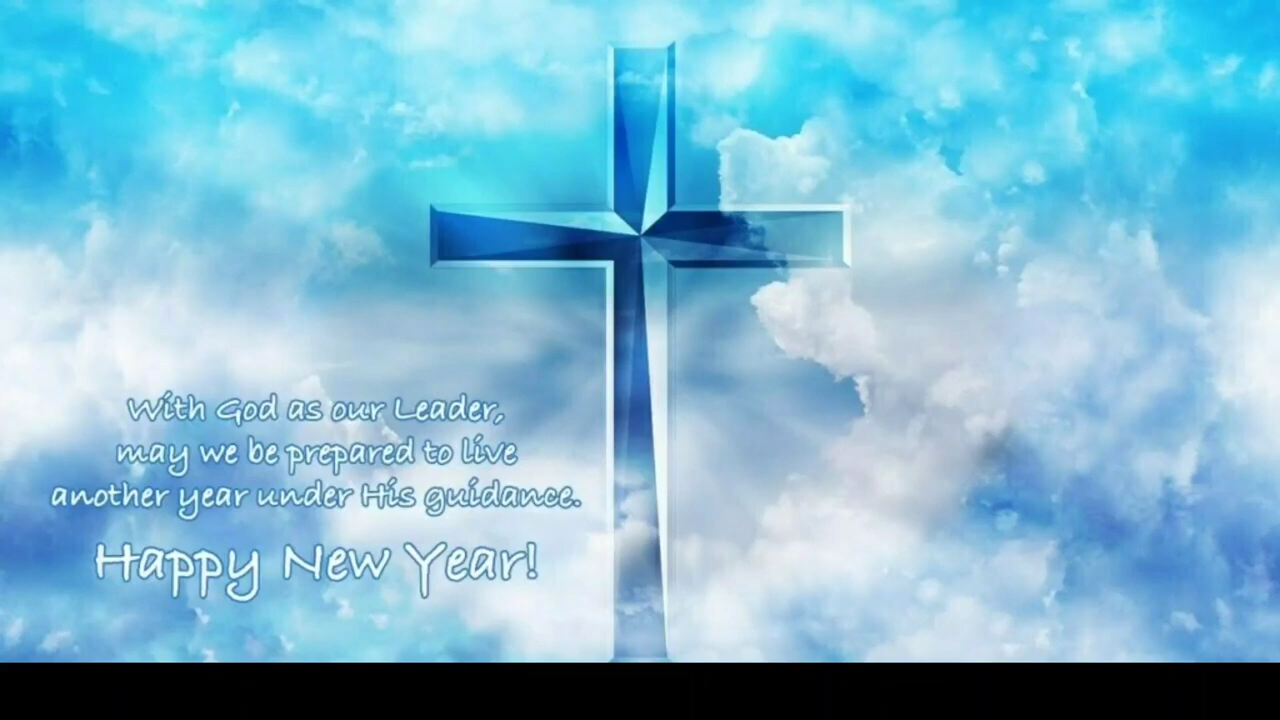 With God as our Leader,
may we be prepared to live
another year under His guidance.
Happy New Year!